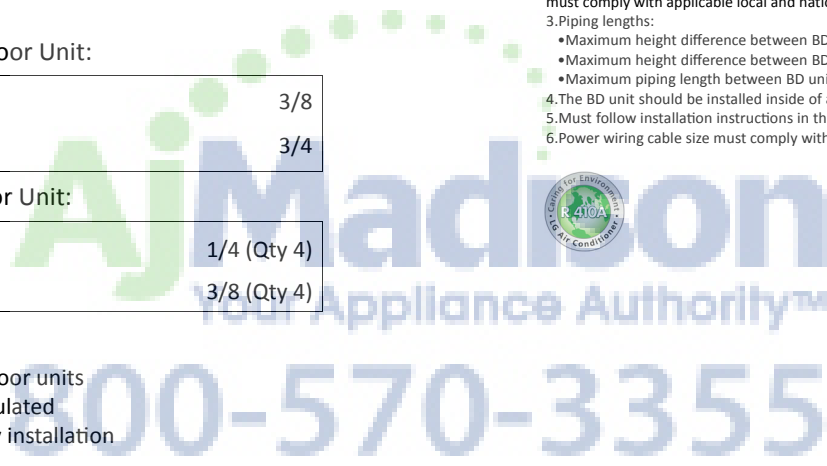 oor Unit:
3/8
3/4
or Unit:
1/4 (Qty 4)
3/8 (Qty 4)
oor units
ulated
y installation
must comply with applicable local and natio
3.Piping lengths:
•Maximum height difference between BD
•Maximum height difference between BD
•Maximum piping length between BD uni
4.The BD unit should be installed inside of a
5.Must follow installation instructions in th
6.Power wiring cable size must comply with
Caring for Environment
R 410A
LG Air Conditioner
AjMadison
Your Appliance Authority™
800-570-3355